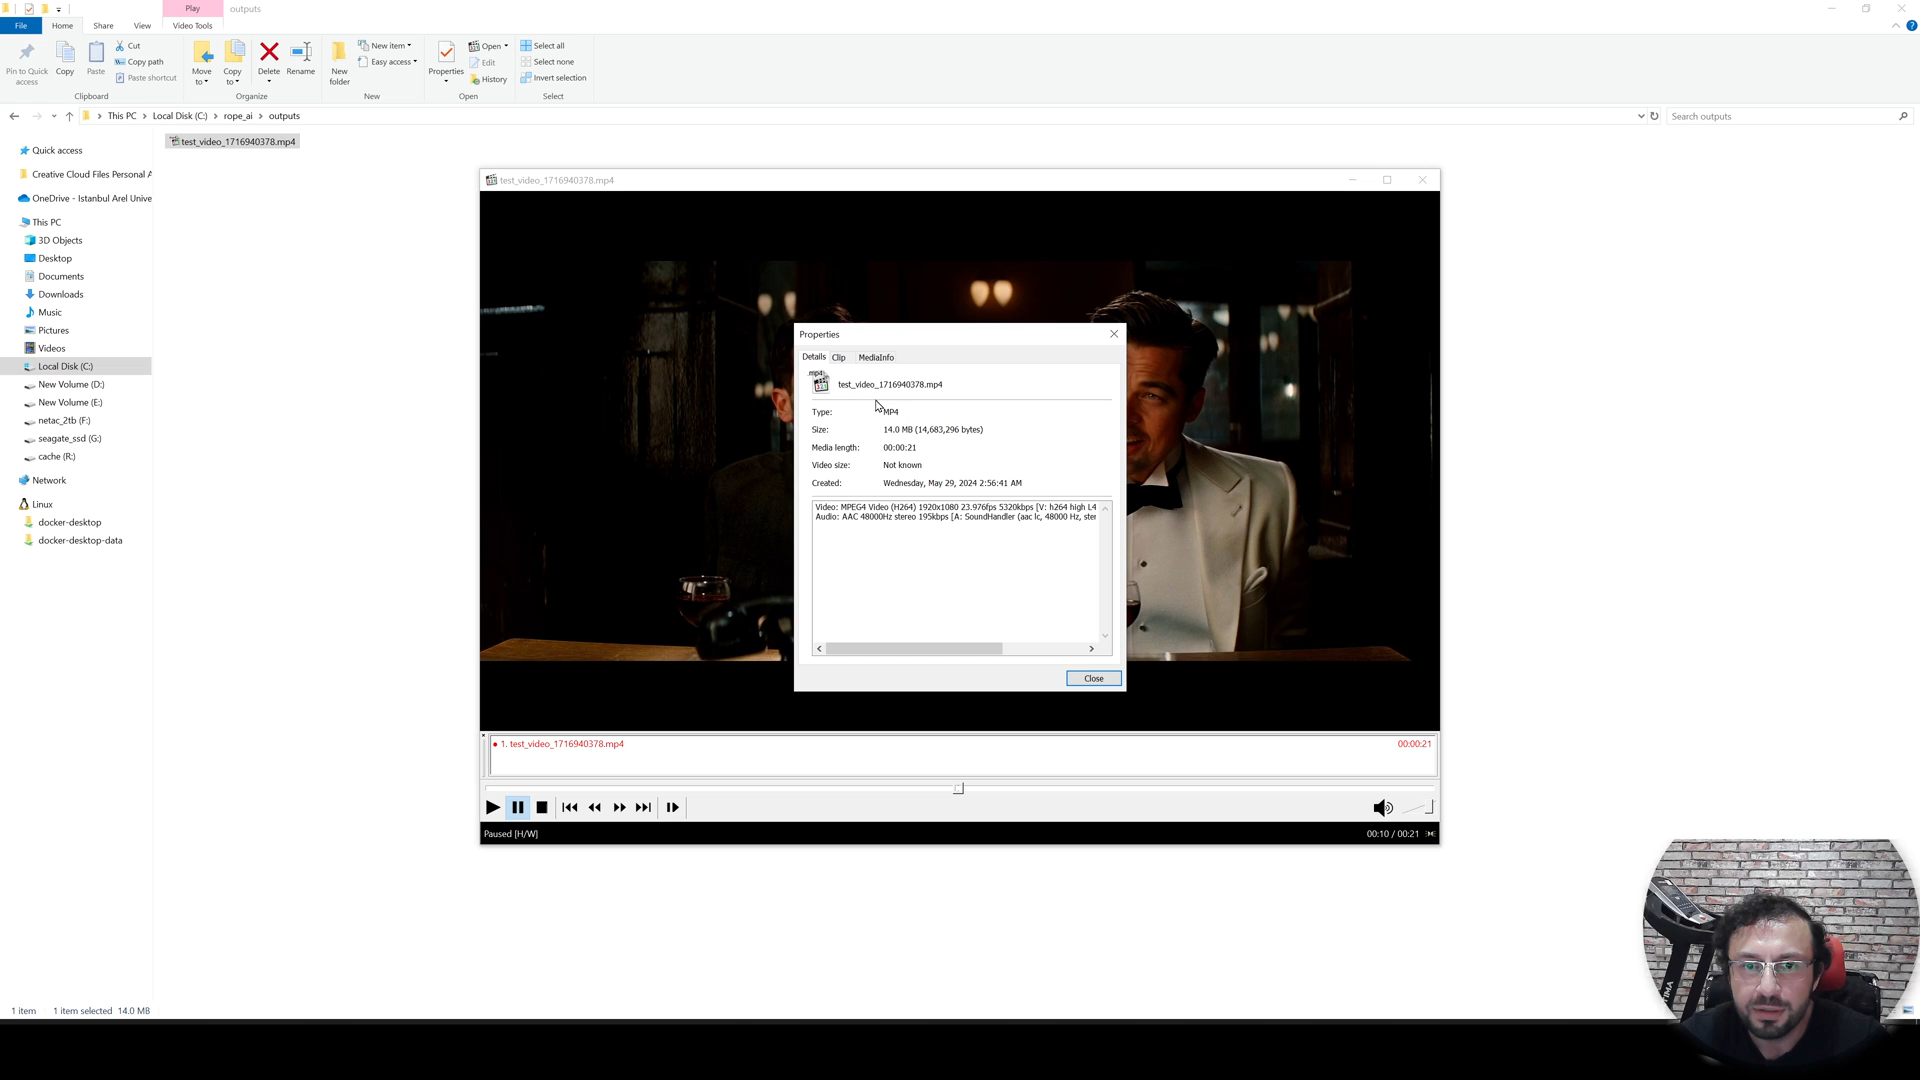 Play
outputs
File
Home
Share
View
Video Tools
Pin to Quick access
Copy
Paste
Cut
Copy path
Paste shortcut
Clipboard
Move to
Copy to
Delete
Rename
Organize
New folder
New item
Easy access
New
Properties
Open
Edit
History
Open
Select all
Select none
Invert selection
Select
This PC > Local Disk (C:) > rope_ai > outputs
Search outputs
Quick access
Creative Cloud Files Personal A
OneDrive - Istanbul Arel Unive
This PC
3D Objects
Desktop
Documents
Downloads
Music
Pictures
Videos
Local Disk (C:)
New Volume (D:)
New Volume (E:)
netac_2tb (F:)
seagate_ssd (G:)
cache (R:)
Network
Linux
docker-desktop
docker-desktop-data
test_video_1716940378.mp4
test_video_1716940378.mp4
Properties
Details
Clip
MediaInfo
.mp4
321
test_video_1716940378.mp4
Type: MP4
Size: 14.0 MB (14,683,296 bytes)
Media length: 00:00:21
Video size: Not known
Created: Wednesday, May 29, 2024 2:56:41 AM
Video: MPEG4 Video (H264) 1920x1080 23.976fps 5320kbps [V: h264 high L4
Audio: AAC 48000Hz stereo 195kbps [A: SoundHandler (aac lc, 48000 Hz, ster
Close
1. test_video_1716940378.mp4 00:00:21
Paused [H/W]
00:10 / 00:21
1 item
1 item selected 14.0 MB